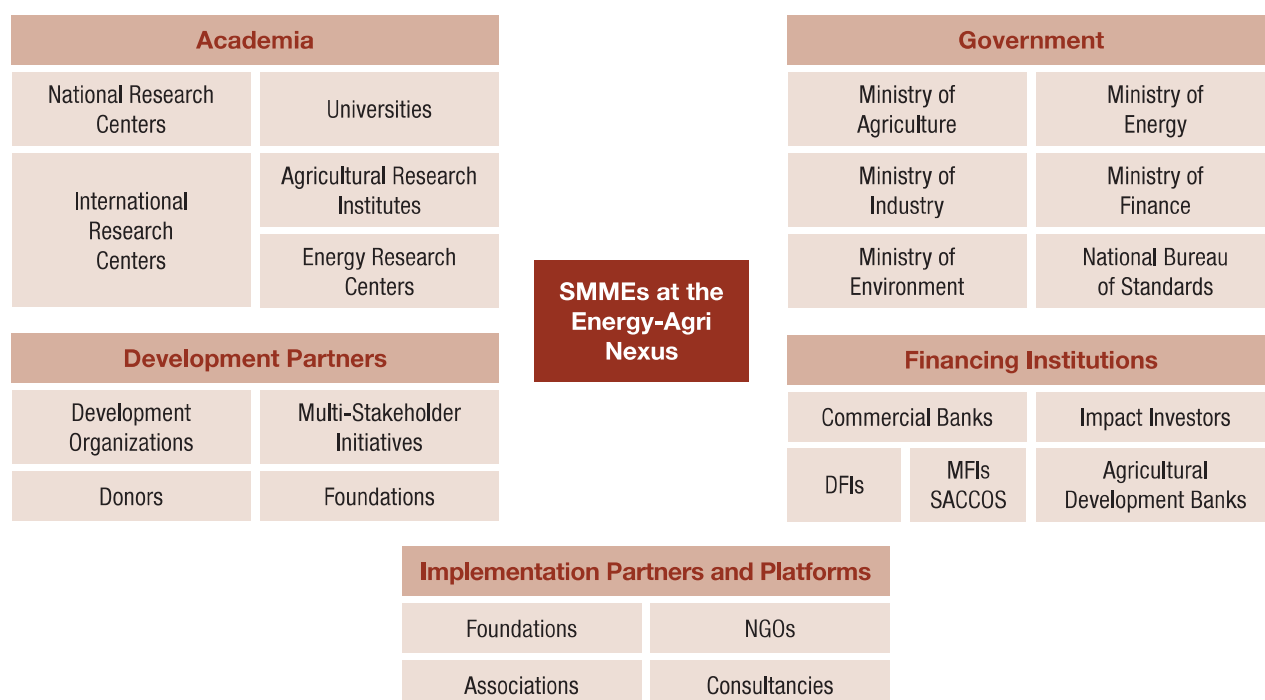 Academia
National Research
Centers
Universities
International
Research
Centers
Agricultural Research
Institutes
Energy Research
Centers
Government
Ministry of
Agriculture
Ministry of
Energy
Ministry of
Industry
Ministry of
Finance
Ministry of
Environment
National Bureau
of Standards
SMMEs at the
Energy-Agri
Nexus
Development Partners
Development
Organizations
Multi-Stakeholder
Initiatives
Donors
Foundations
Financing Institutions
Commercial Banks
Impact Investors
DFIs
MFIs
SACCOS
Agricultural
Development Banks
Implementation Partners and Platforms
Foundations
NGOs
Associations
Consultancies